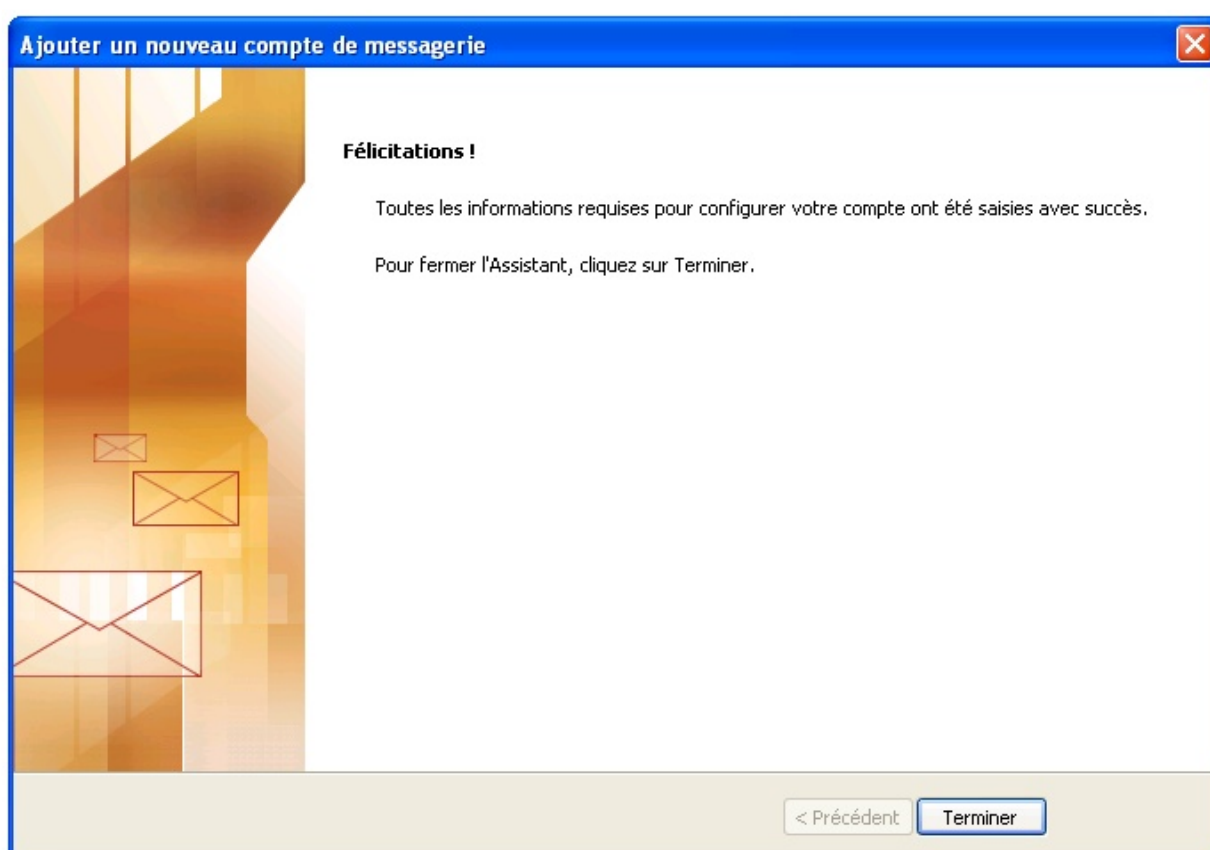 Ajouter un nouveau compte de messagerie
Félicitations !
Toutes les informations requises pour configurer votre compte ont été saisies avec succès.
Pour fermer l'Assistant, cliquez sur Terminer.
< Précédent
Terminer